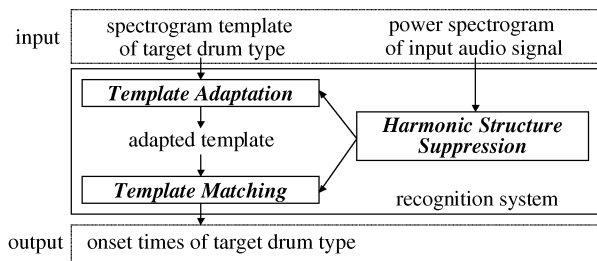 input
spectrogram template
of target drum type
power spectrogram
of input audio signal
Template Adaptation
adapted template
Template Matching
Harmonic Structure
Suppression
recognition system
output
onset times of target drum type